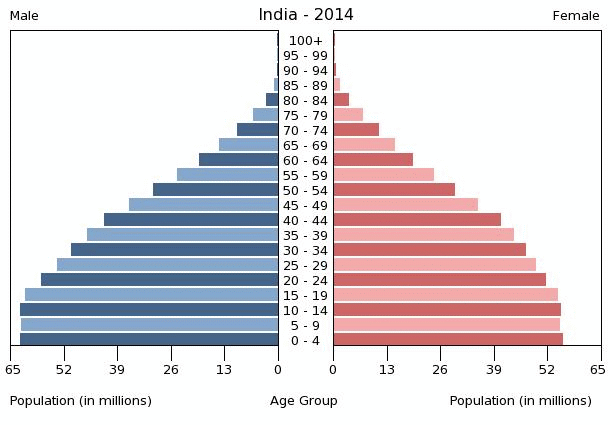 Male India - 2014 Female
100+
95 - 99
90 - 94
85 - 89
80 - 84
75 - 79
70 - 74
65 - 69
60 - 64
55 - 59
50 - 54
45 - 49
40 - 44
35 - 39
30 - 34
25 - 29
20 - 24
15 - 19
10 - 14
5 - 9
0 - 4
65 52 39 26 13 0 0 13 26 39 52 65
Population (in millions) Age Group Population (in millions)